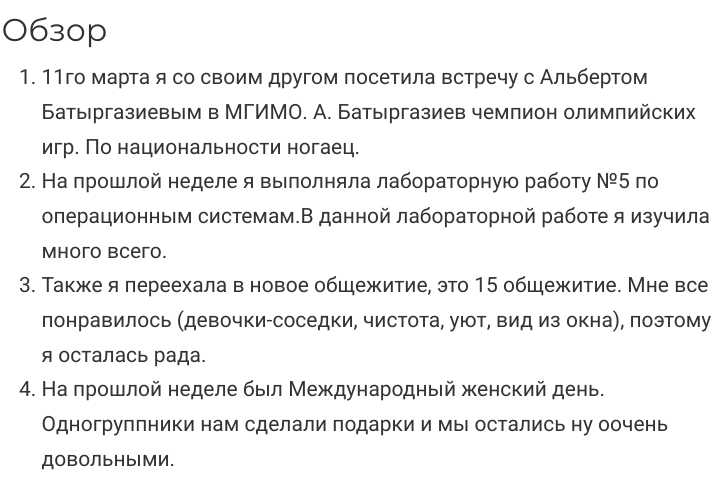 Обзор
1. 11го марта я со своим другом посетила встречу с Альбертом
Батыргазиевым в МГИМО. А. Батыргазиев чемпион олимпийских
игр. По национальности ногаец.
2. На прошлой неделе я выполняла лабораторную работу №5 по
операционным системам.В данной лабораторной работе я изучила
много всего.
3. Также я переехала в новое общежитие, это 15 общежитие. Мне все
понравилось (девочки-соседки, чистота, уют, вид из окна), поэтому
я осталась рада.
4. На прошлой неделе был Международный женский день.
Одногруппники нам сделали подарки и мы остались ну оочень
довольными.